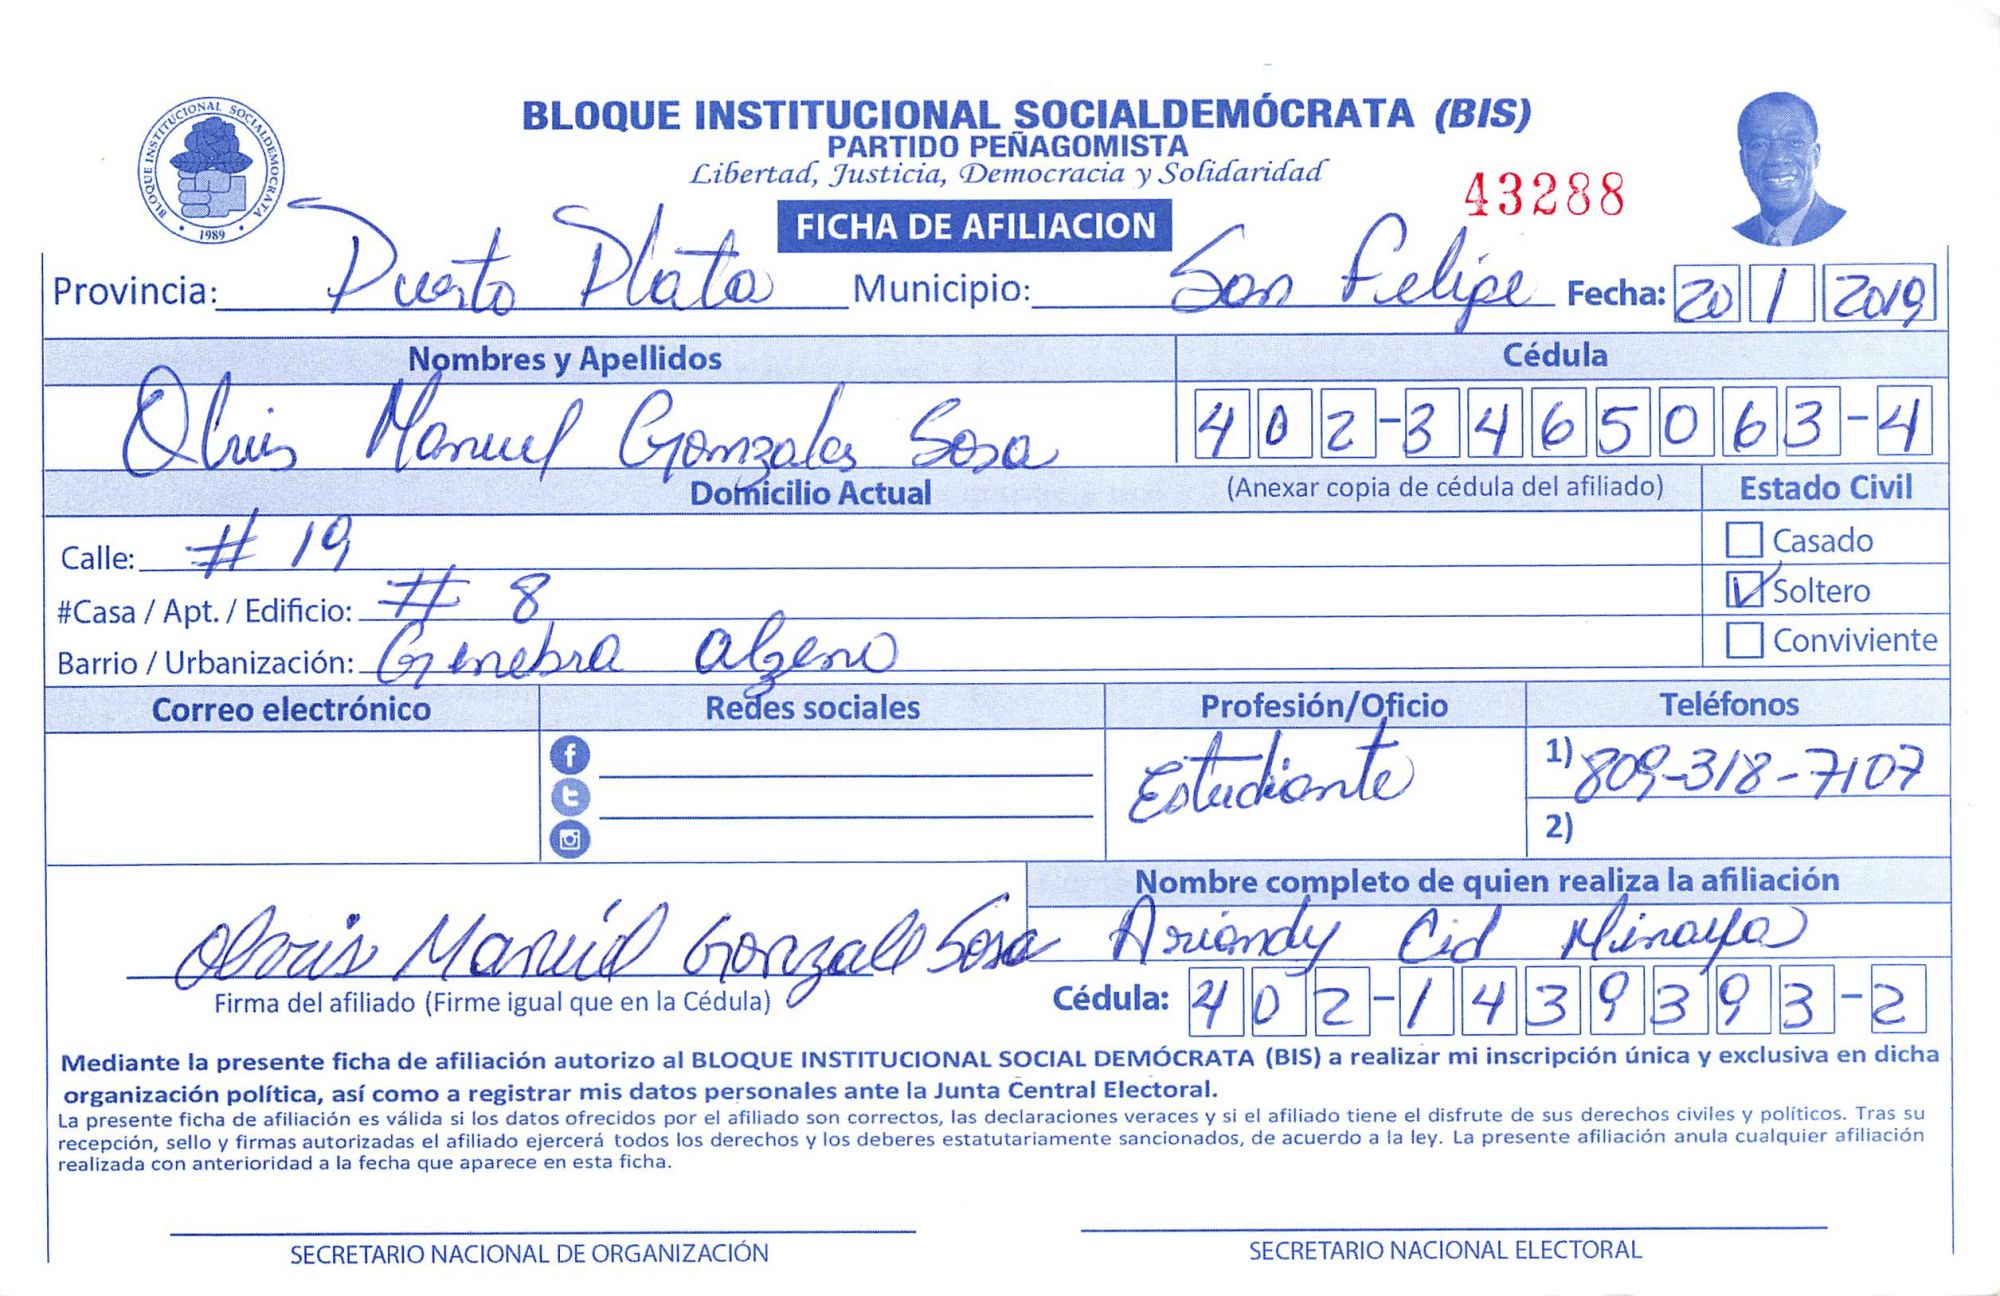 BLOQUE INSTITUCIONAL SOCIALDEMÓCRATA
1989
BLOQUE INSTITUCIONAL SOCIALDEMÓCRATA (BIS)
PARTIDO PEÑAGOMISTA
Libertad, Justicia, Democracia y Solidaridad
43288
FICHA DE AFILIACION
Provincia: Puerto Plata Municipio: San Felipe Fecha: 20 1 2019
Nombres y Apellidos Cédula
Manuel Gonzales Sosa 402-3465063-4
Domicilio Actual (Anexar copia de cédula del afiliado) Estado Civil
Calle: # 19 Casado
#Casa / Apt. / Edificio: # 8 Soltero
Barrio / Urbanización: Ginebra Conviviente
Correo electrónico Redes sociales Profesión/Oficio Teléfonos
Estudiante 1) 809-318-7107
2)
Nombre completo de quien realiza la afiliación
Manuel Sosa Ariandy Cid Minaya
Firma del afiliado (Firme igual que en la Cédula) Cédula: 402-1439393-2
Mediante la presente ficha de afiliación autorizo al BLOQUE INSTITUCIONAL SOCIAL DEMÓCRATA (BIS) a realizar mi inscripción única y exclusiva en dicha
organización política, así como a registrar mis datos personales ante la Junta Central Electoral.
La presente ficha de afiliación es válida si los datos ofrecidos por el afiliado son correctos, las declaraciones veraces y si el afiliado tiene el disfrute de sus derechos civiles y políticos. Tras su
recepción, sello y firmas autorizadas el afiliado ejercerá todos los derechos y los deberes estatutariamente sancionados, de acuerdo a la ley. La presente afiliación anula cualquier afiliación
realizada con anterioridad a la fecha que aparece en esta ficha.
SECRETARIO NACIONAL DE ORGANIZACIÓN SECRETARIO NACIONAL ELECTORAL